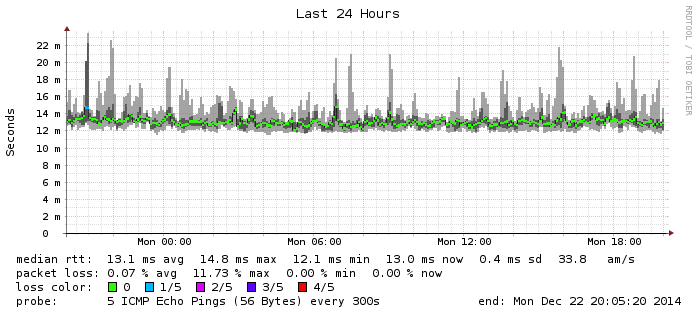 Last 24 Hours
RRDTOOL / TOBI OETIKER
Seconds
22 m
20 m
18 m
16 m
14 m
12 m
10 m
8 m
6 m
4 m
2 m
0
Mon 00:00 Mon 06:00 Mon 12:00 Mon 18:00
median rtt: 13.1 ms avg 14.8 ms max 12.1 ms min 13.0 ms now 0.4 ms sd 33.8 am/s
packet loss: 0.07 % avg 11.73 % max 0.00 % min 0.00 % now
loss color: 0 1/5 2/5 3/5 4/5
probe: 5 ICMP Echo Pings (56 Bytes) every 300s end: Mon Dec 22 20:05:20 2014